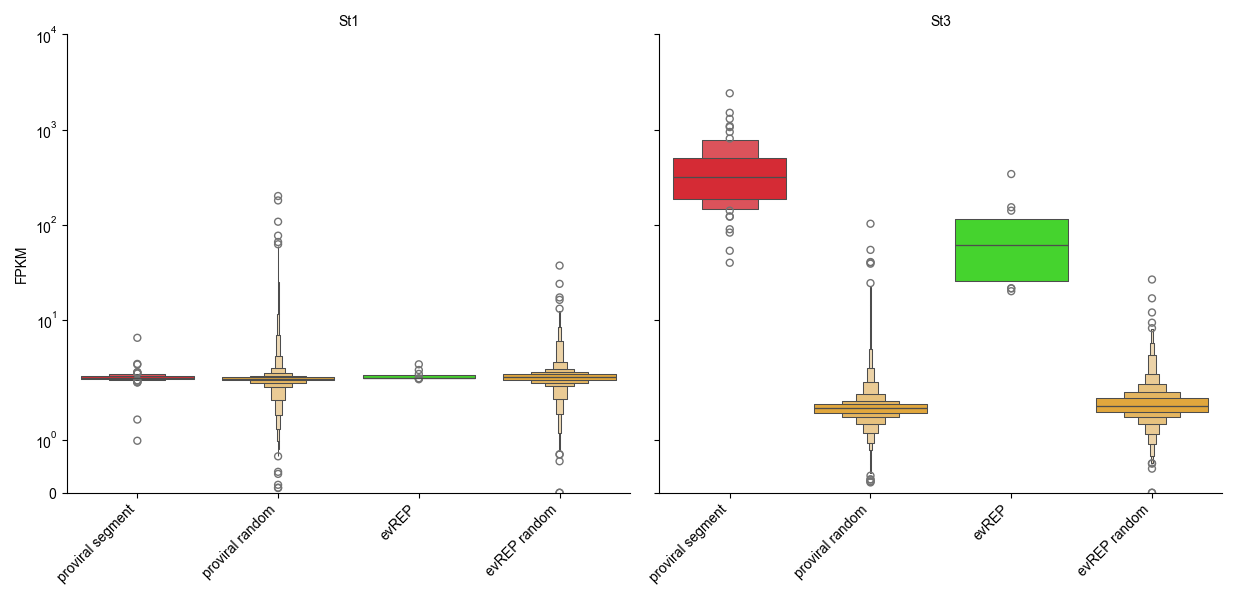 St1
St3
FPKM
10^4
10^3
10^2
10^1
10^0
0
proviral segment
proviral random
evREP
evREP random
proviral segment
proviral random
evREP
evREP random